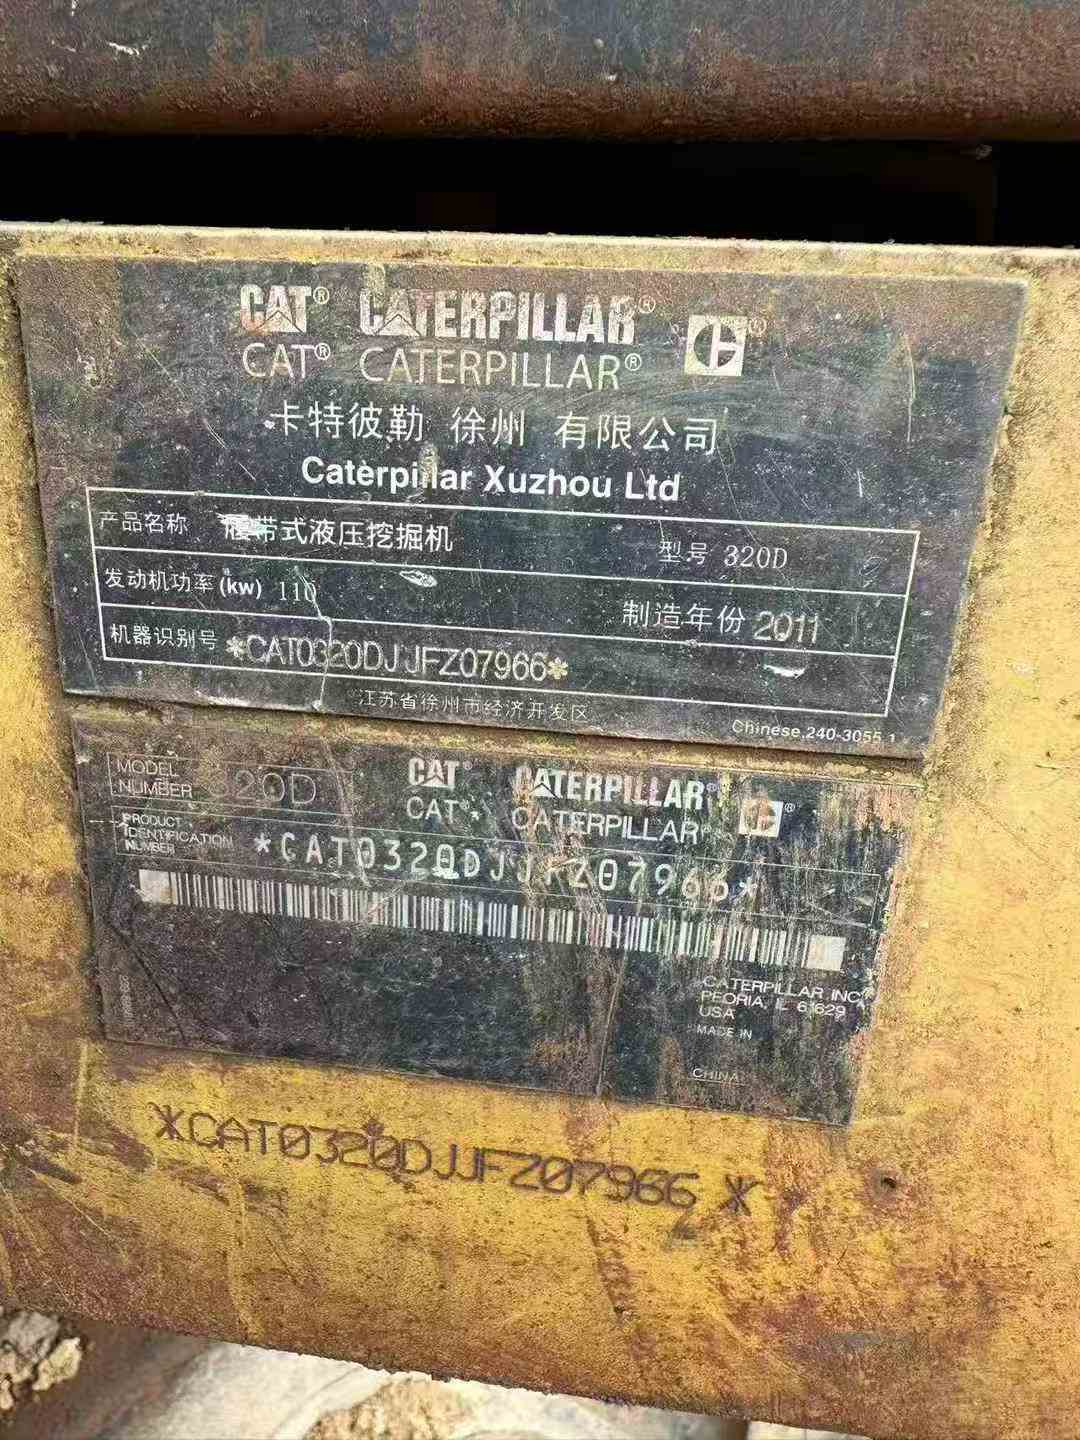 CAT® CATERPILLAR®
CAT® CATERPILLAR®
卡特彼勒 徐州 有限公司
Caterpillar Xuzhou Ltd
产品名称 履带式液压挖掘机 型号 320D
发动机功率(kw) 110 制造年份 2011
机器识别号 *CAT0320DJJFZ07966*
江苏省徐州市经济开发区
Chinese,240-3055 1
MODEL NUMBER 320D
CAT® CATERPILLAR®
CAT® CATERPILLAR®
PRODUCT IDENTIFICATION NUMBER *CAT0320DJJFZ07966*
CATERPILLAR INC.
PEORIA, IL 61629
USA
MADE IN
CHINA
*CAT0320DJJFZ07966*